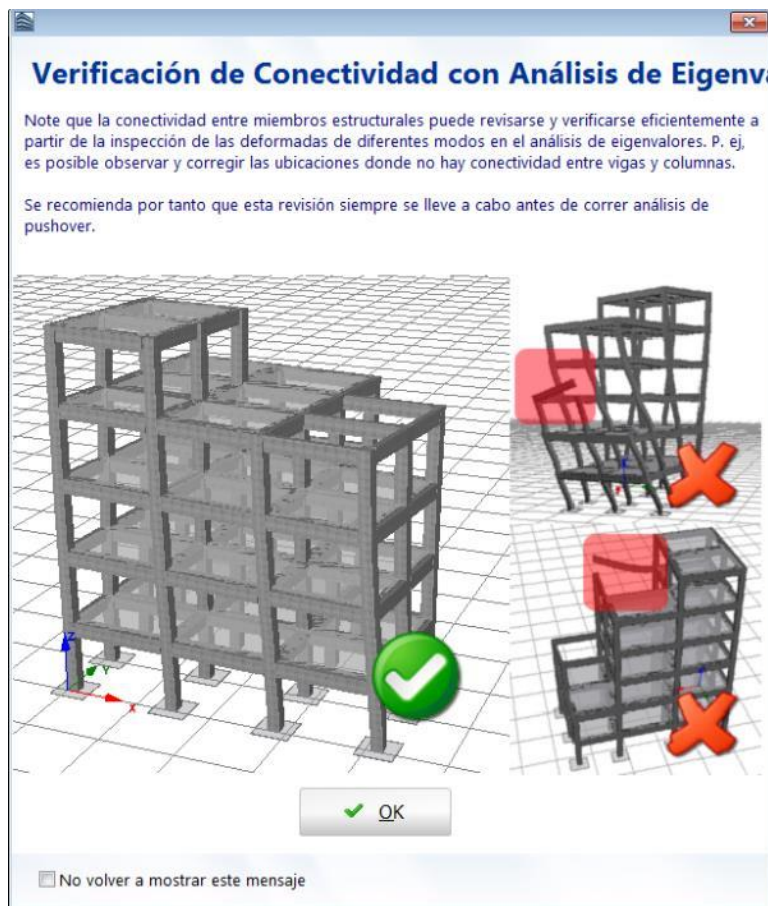 Verificación de Conectividad con Análisis de Eigenva
Note que la conectividad entre miembros estructurales puede revisarse y verificarse eficientemente a
partir de la inspección de las deformadas de diferentes modos en el análisis de eigenvalores. P. ej,
es posible observar y corregir las ubicaciones donde no hay conectividad entre vigas y columnas.
Se recomienda por tanto que esta revisión siempre se lleve a cabo antes de correr análisis de
pushover.
Z
Y
X
OK
No volver a mostrar este mensaje